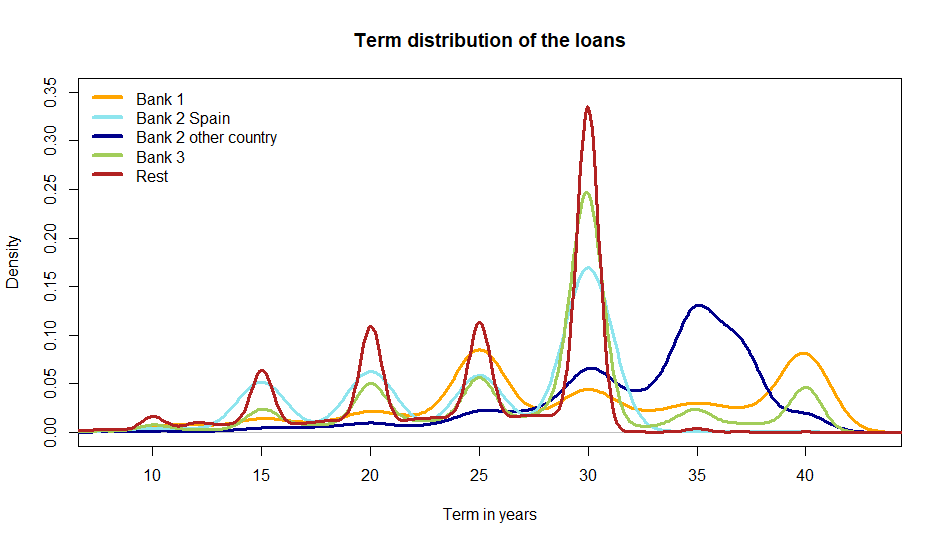 Term distribution of the loans
Density
0.35
0.30
0.25
0.20
0.15
0.10
0.05
0.00
Bank 1
Bank 2 Spain
Bank 2 other country
Bank 3
Rest
10 15 20 25 30 35 40
Term in years